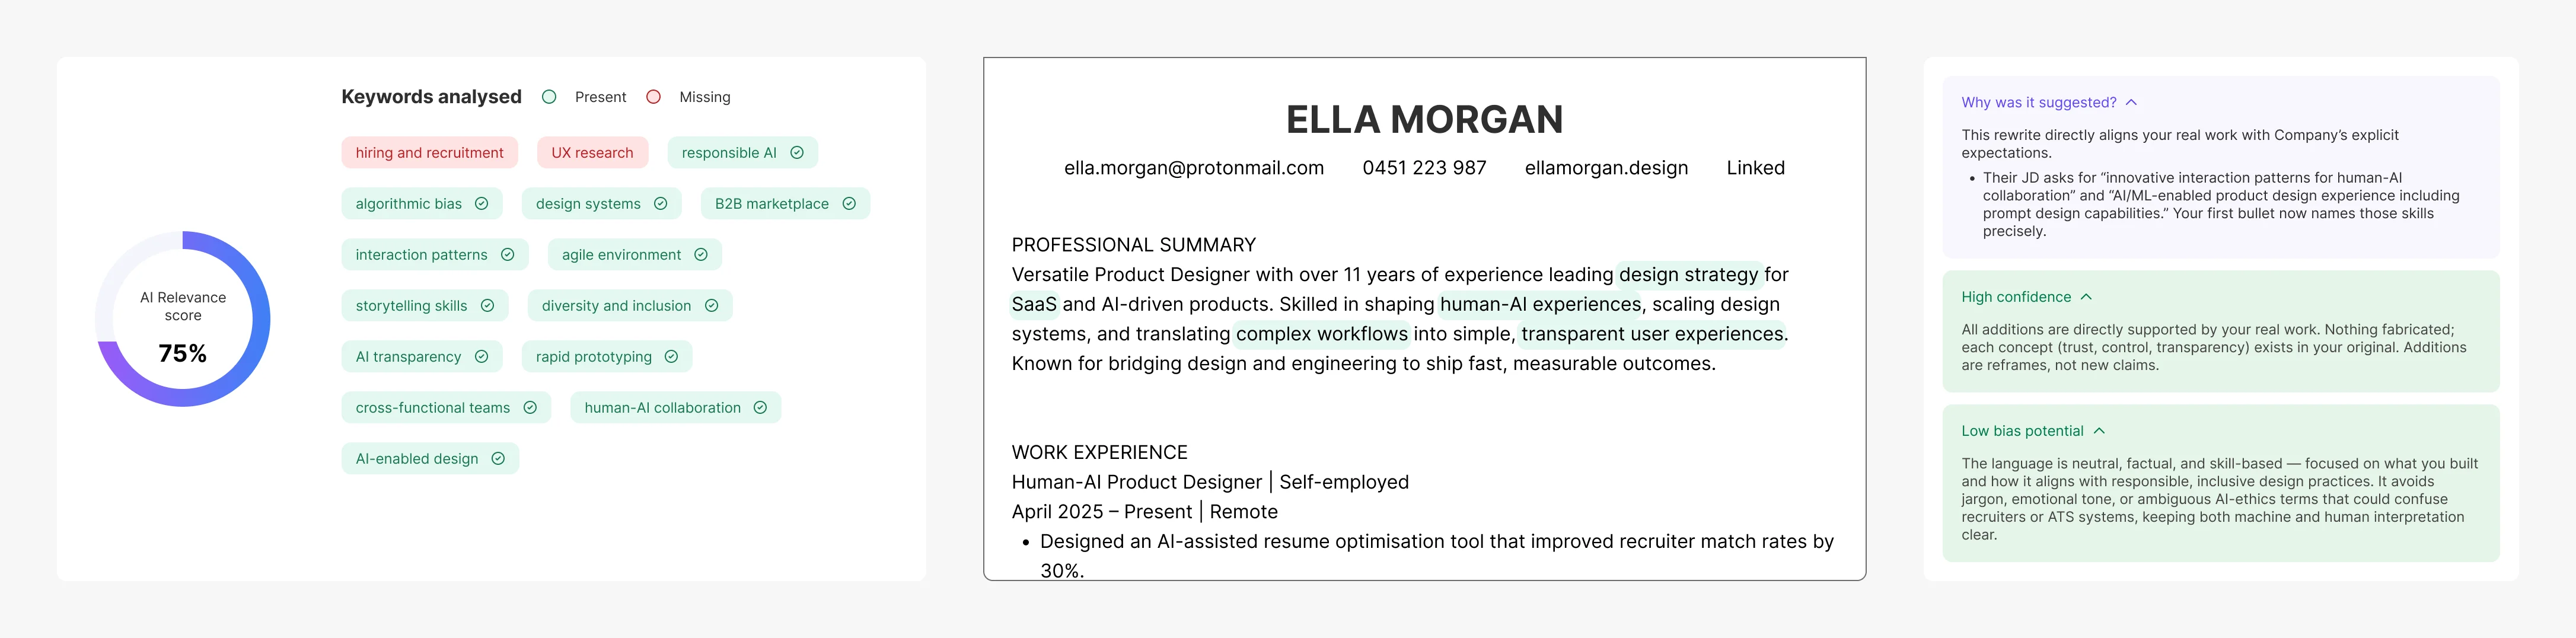 Keywords analysed Present Missing
hiring and recruitment UX research responsible AI
algorithmic bias design systems B2B marketplace
interaction patterns agile environment
storytelling skills diversity and inclusion
AI transparency rapid prototyping
cross-functional teams human-AI collaboration
AI-enabled design
AI Relevance
score
75%
ELLA MORGAN
ella.morgan@protonmail.com 0451 223 987 ellamorgan.design Linked
PROFESSIONAL SUMMARY
Versatile Product Designer with over 11 years of experience leading design strategy for
SaaS and AI-driven products. Skilled in shaping human-AI experiences, scaling design
systems, and translating complex workflows into simple, transparent user experiences.
Known for bridging design and engineering to ship fast, measurable outcomes.
WORK EXPERIENCE
Human-AI Product Designer | Self-employed
April 2025 – Present | Remote
• Designed an AI-assisted resume optimisation tool that improved recruiter match rates by
30%.
Why was it suggested?
This rewrite directly aligns your real work with Company’s explicit
expectations.
• Their JD asks for “innovative interaction patterns for human-AI
collaboration” and “AI/ML-enabled product design experience including
prompt design capabilities.” Your first bullet now names those skills
precisely.
High confidence
All additions are directly supported by your real work. Nothing fabricated;
each concept (trust, control, transparency) exists in your original. Additions
are reframes, not new claims.
Low bias potential
The language is neutral, factual, and skill-based — focused on what you built
and how it aligns with responsible, inclusive design practices. It avoids
jargon, emotional tone, or ambiguous AI-ethics terms that could confuse
recruiters or ATS systems, keeping both machine and human interpretation
clear.